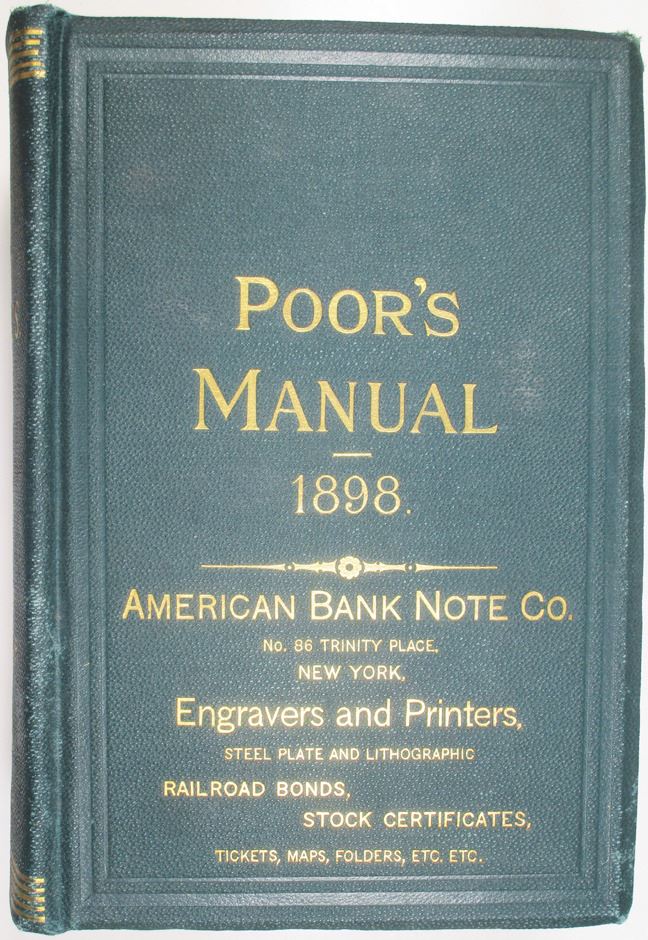 POOR'S
MANUAL
1898.
AMERICAN BANK NOTE CO.
No. 86 TRINITY PLACE,
NEW YORK,
Engravers and Printers,
STEEL PLATE AND LITHOGRAPHIC
RAILROAD BONDS,
STOCK CERTIFICATES,
TICKETS, MAPS, FOLDERS, ETC. ETC.